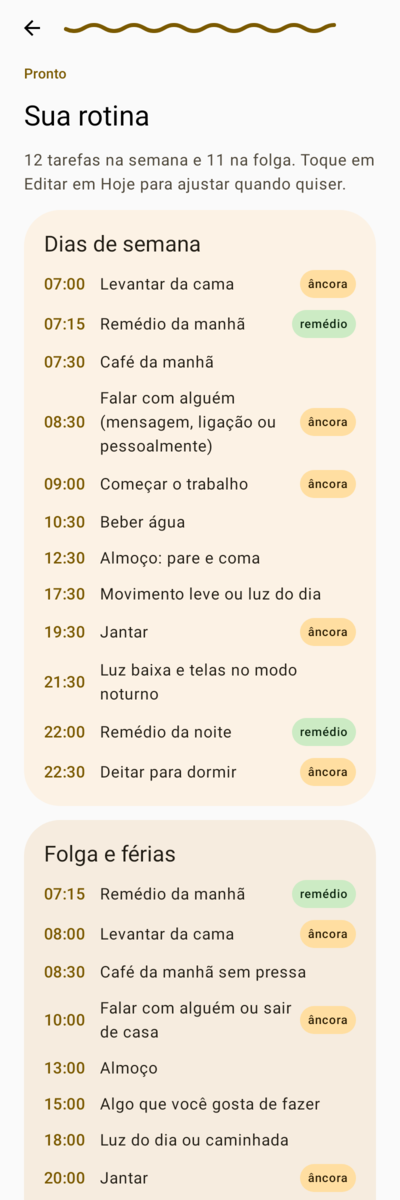 Pronto
Sua rotina
12 tarefas na semana e 11 na folga. Toque em
Editar em Hoje para ajustar quando quiser.
Dias de semana
07:00 Levantar da cama âncora
07:15 Remédio da manhã remédio
07:30 Café da manhã
08:30 Falar com alguém
(mensagem, ligação ou
pessoalmente) âncora
09:00 Começar o trabalho âncora
10:30 Beber água
12:30 Almoço: pare e coma
17:30 Movimento leve ou luz do dia
19:30 Jantar âncora
21:30 Luz baixa e telas no modo
noturno
22:00 Remédio da noite remédio
22:30 Deitar para dormir âncora
Folga e férias
07:15 Remédio da manhã remédio
08:00 Levantar da cama âncora
08:30 Café da manhã sem pressa
10:00 Falar com alguém ou sair
de casa âncora
13:00 Almoço
15:00 Algo que você gosta de fazer
18:00 Luz do dia ou caminhada
20:00 Jantar âncora